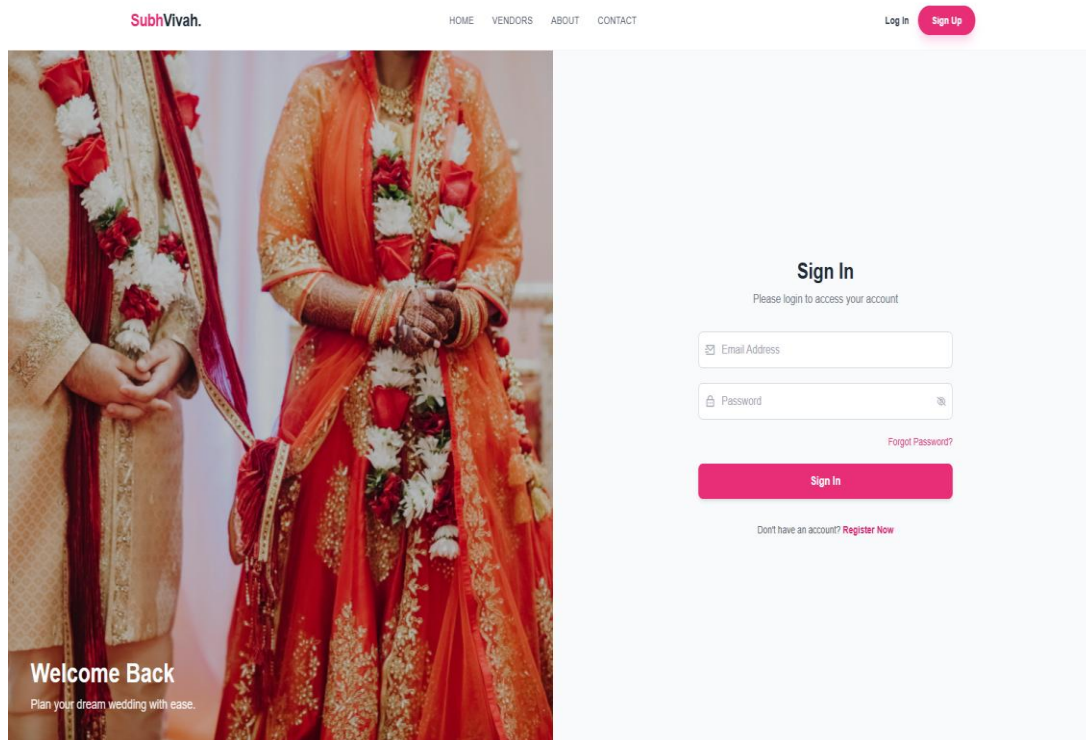 SubhVivah.
HOME VENDORS ABOUT CONTACT
Log In Sign Up
Welcome Back
Plan your dream wedding with ease.
Sign In
Please login to access your account
Email Address
Password
Forgot Password?
Sign In
Don't have an account? Register Now